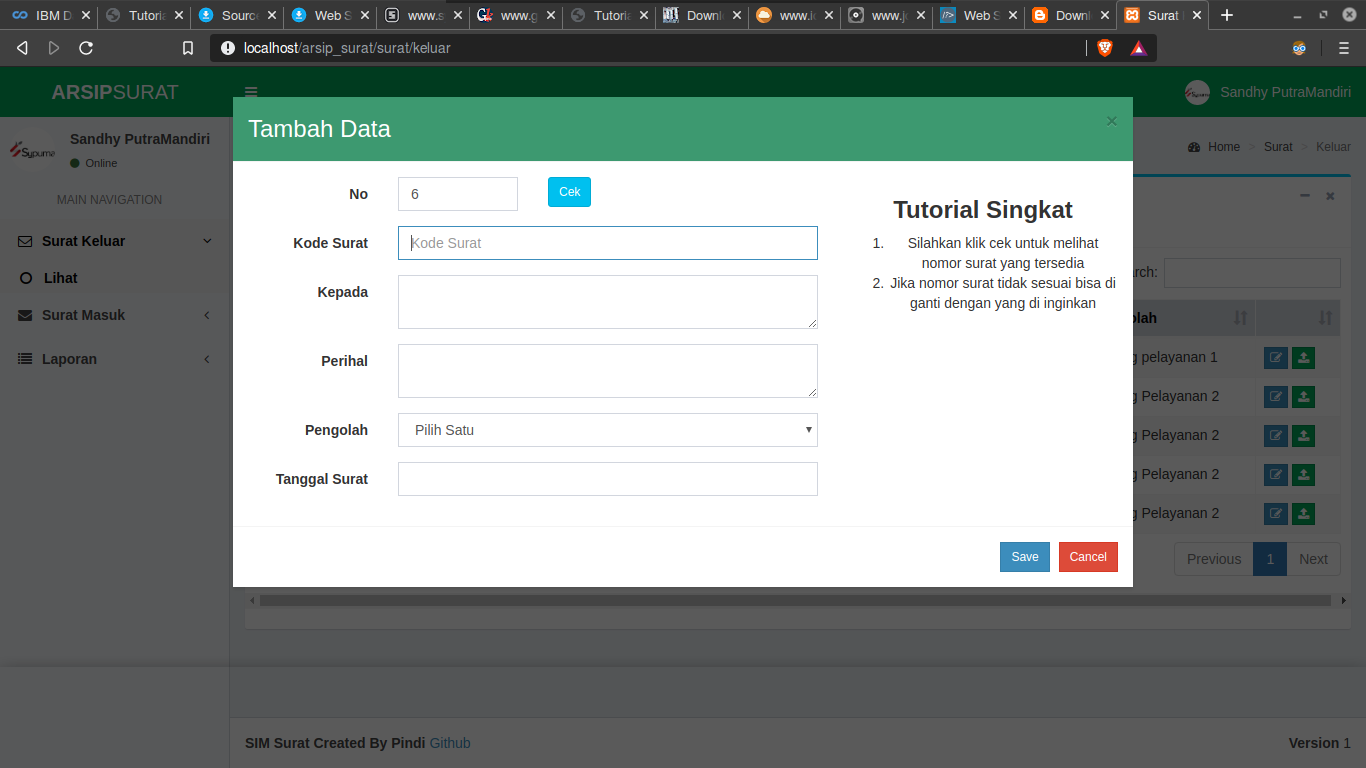 IBM D
Tutoria
Source
Web S
www.s
www.g
Tutoria
Downl
www.ic
www.jo
Web S
Downl
Surat
localhost/arsip_surat/surat/keluar
ARSIPSURAT
Sandhy PutraMandiri
Sypuma
Sandhy PutraMandiri
Online
Home > Surat > Keluar
MAIN NAVIGATION
Surat Keluar
Lihat
Surat Masuk
Laporan
Tambah Data
×
No
6
Cek
Kode Surat
Kode Surat
Kepada
Perihal
Pengolah
Pilih Satu
Tanggal Surat
Tutorial Singkat
1. Silahkan klik cek untuk melihat
nomor surat yang tersedia
2. Jika nomor surat tidak sesuai bisa di
ganti dengan yang di inginkan
Save
Cancel
rch:
olah
g pelayanan 1
g Pelayanan 2
g Pelayanan 2
g Pelayanan 2
g Pelayanan 2
Previous 1 Next
SIM Surat Created By Pindi Github
Version 1